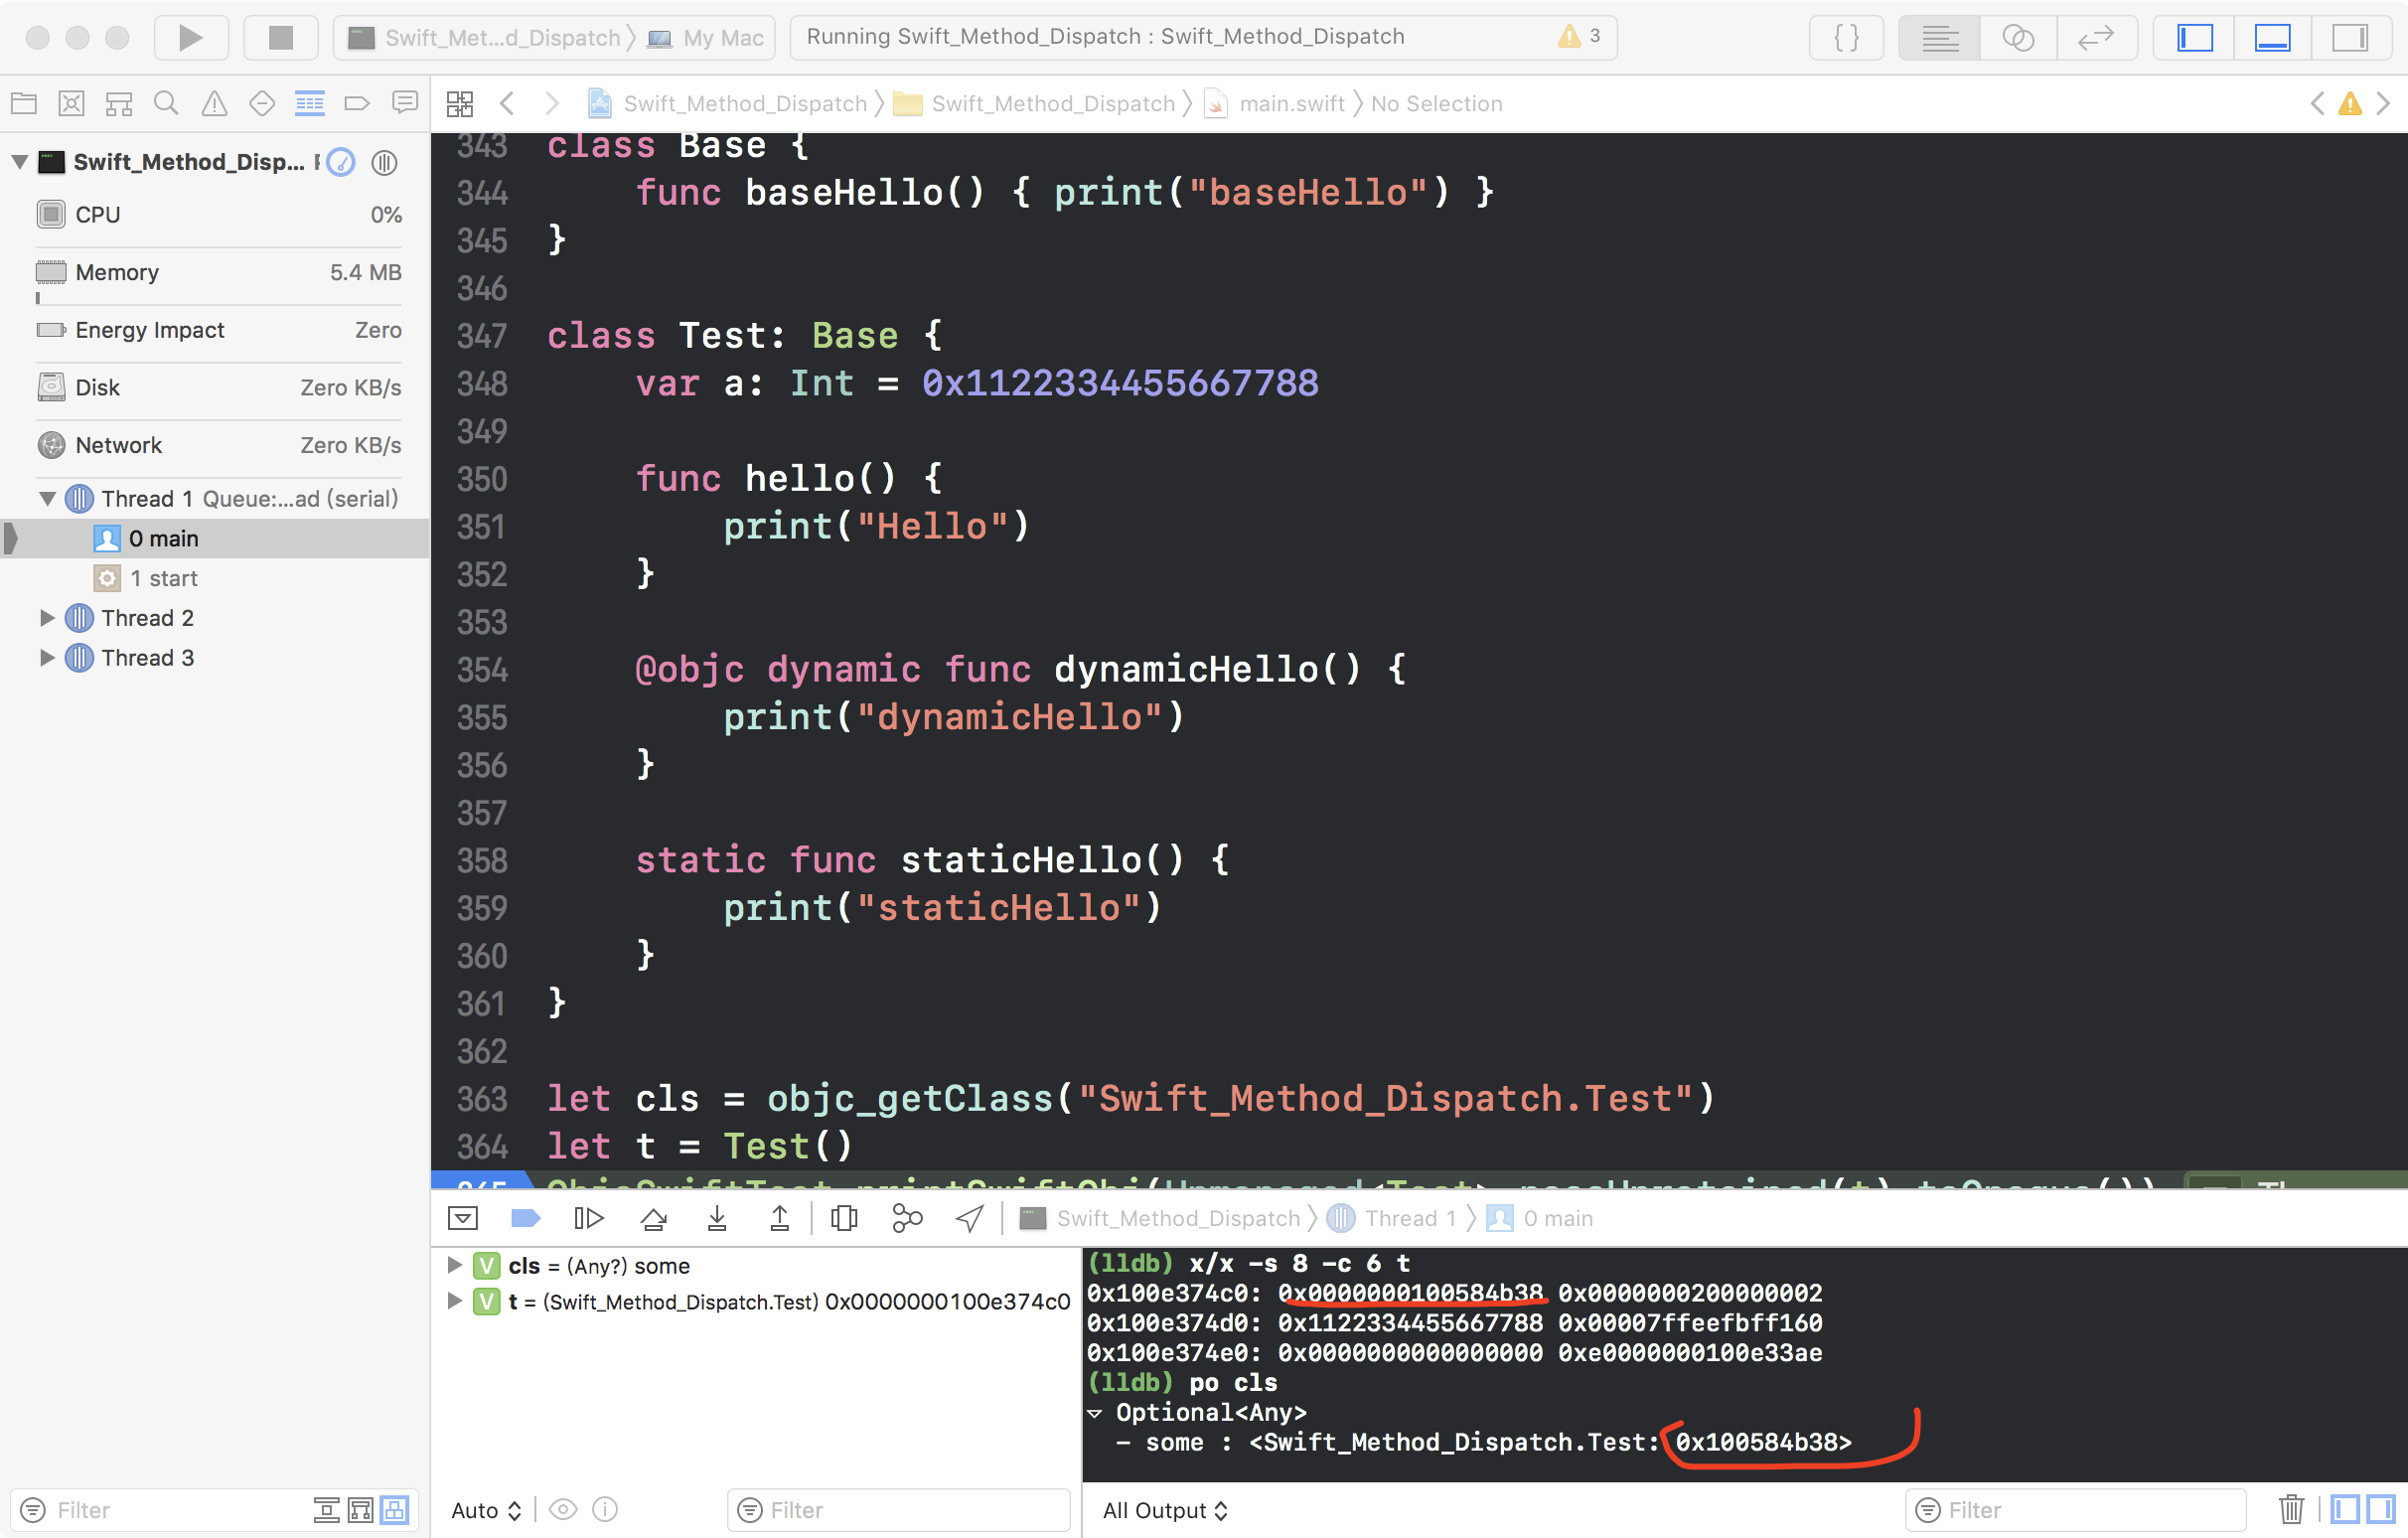 Swift_Met...d_Dispatch
My Mac
Running Swift_Method_Dispatch : Swift_Method_Dispatch
3
Swift_Method_Dispatch
Swift_Method_Dispatch
main.swift
No Selection
Swift_Method_Disp...
CPU 0%
Memory 5.4 MB
Energy Impact Zero
Disk Zero KB/s
Network Zero KB/s
Thread 1 Queue:...ad (serial)
0 main
1 start
Thread 2
Thread 3
Filter
343 class Base {
344 func baseHello() { print("baseHello") }
345 }
346
347 class Test: Base {
348 var a: Int = 0x1122334455667788
349
350 func hello() {
351 print("Hello")
352 }
353
354 @objc dynamic func dynamicHello() {
355 print("dynamicHello")
356 }
357
358 static func staticHello() {
359 print("staticHello")
360 }
361 }
362
363 let cls = objc_getClass("Swift_Method_Dispatch.Test")
364 let t = Test()
365 ObjcSwiftTest.printSwiftObj(Unmanaged<Test>.passUnretained(t).toOpaque())
Swift_Method_Dispatch
Thread 1
0 main
cls = (Any?) some
t = (Swift_Method_Dispatch.Test) 0x0000000100e374c0
Auto
Filter
(lldb) x/x -s 8 -c 6 t
0x100e374c0: 0x0000000100584b38 0x0000000200000002
0x100e374d0: 0x1122334455667788 0x00007ffeefbff160
0x100e374e0: 0x0000000000000000 0xe0000000100e33ae
(lldb) po cls
▿ Optional<Any>
- some : <Swift_Method_Dispatch.Test: 0x100584b38>
All Output
Filter